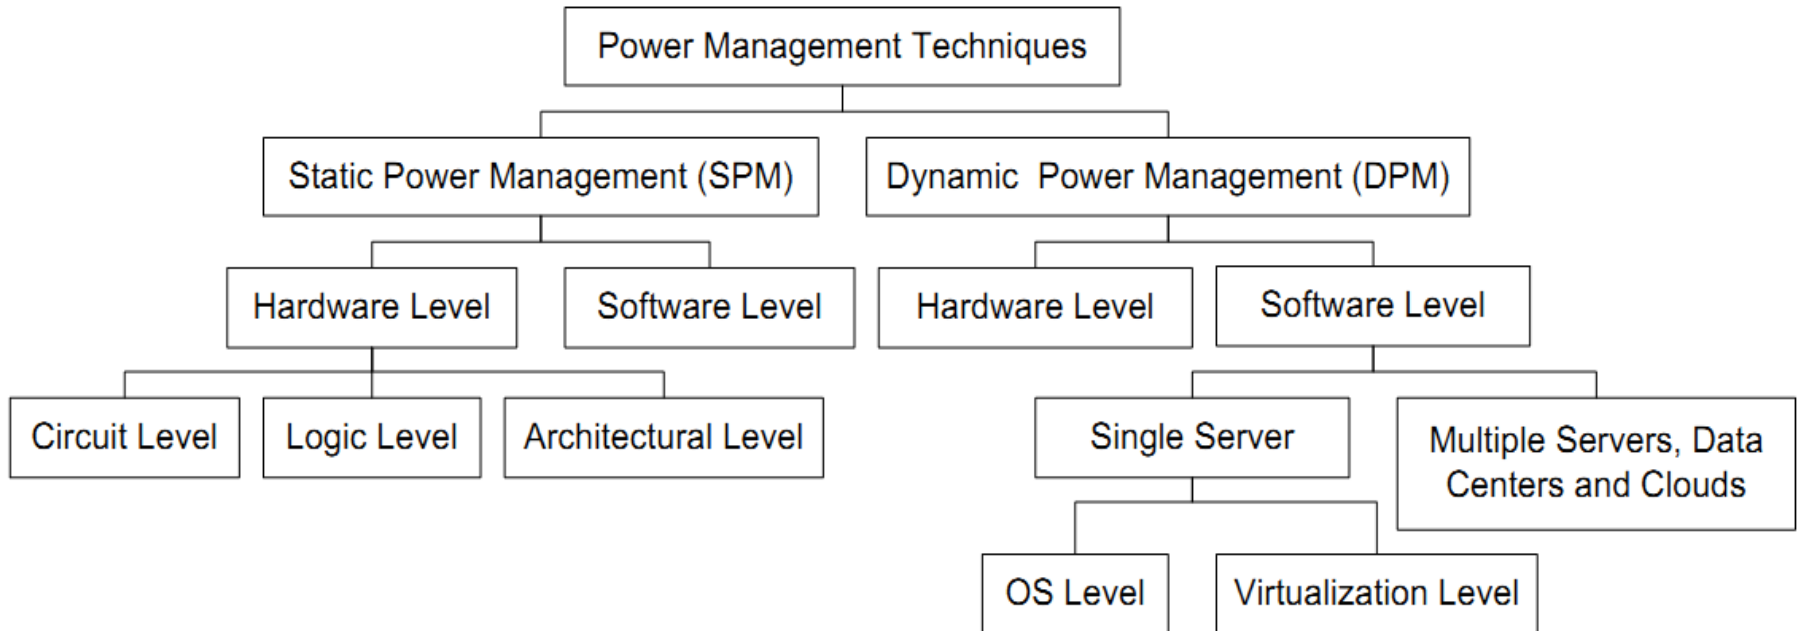 Power Management Techniques
Static Power Management (SPM)
Dynamic Power Management (DPM)
Hardware Level
Software Level
Hardware Level
Software Level
Circuit Level
Logic Level
Architectural Level
Single Server
Multiple Servers, Data
Centers and Clouds
OS Level
Virtualization Level